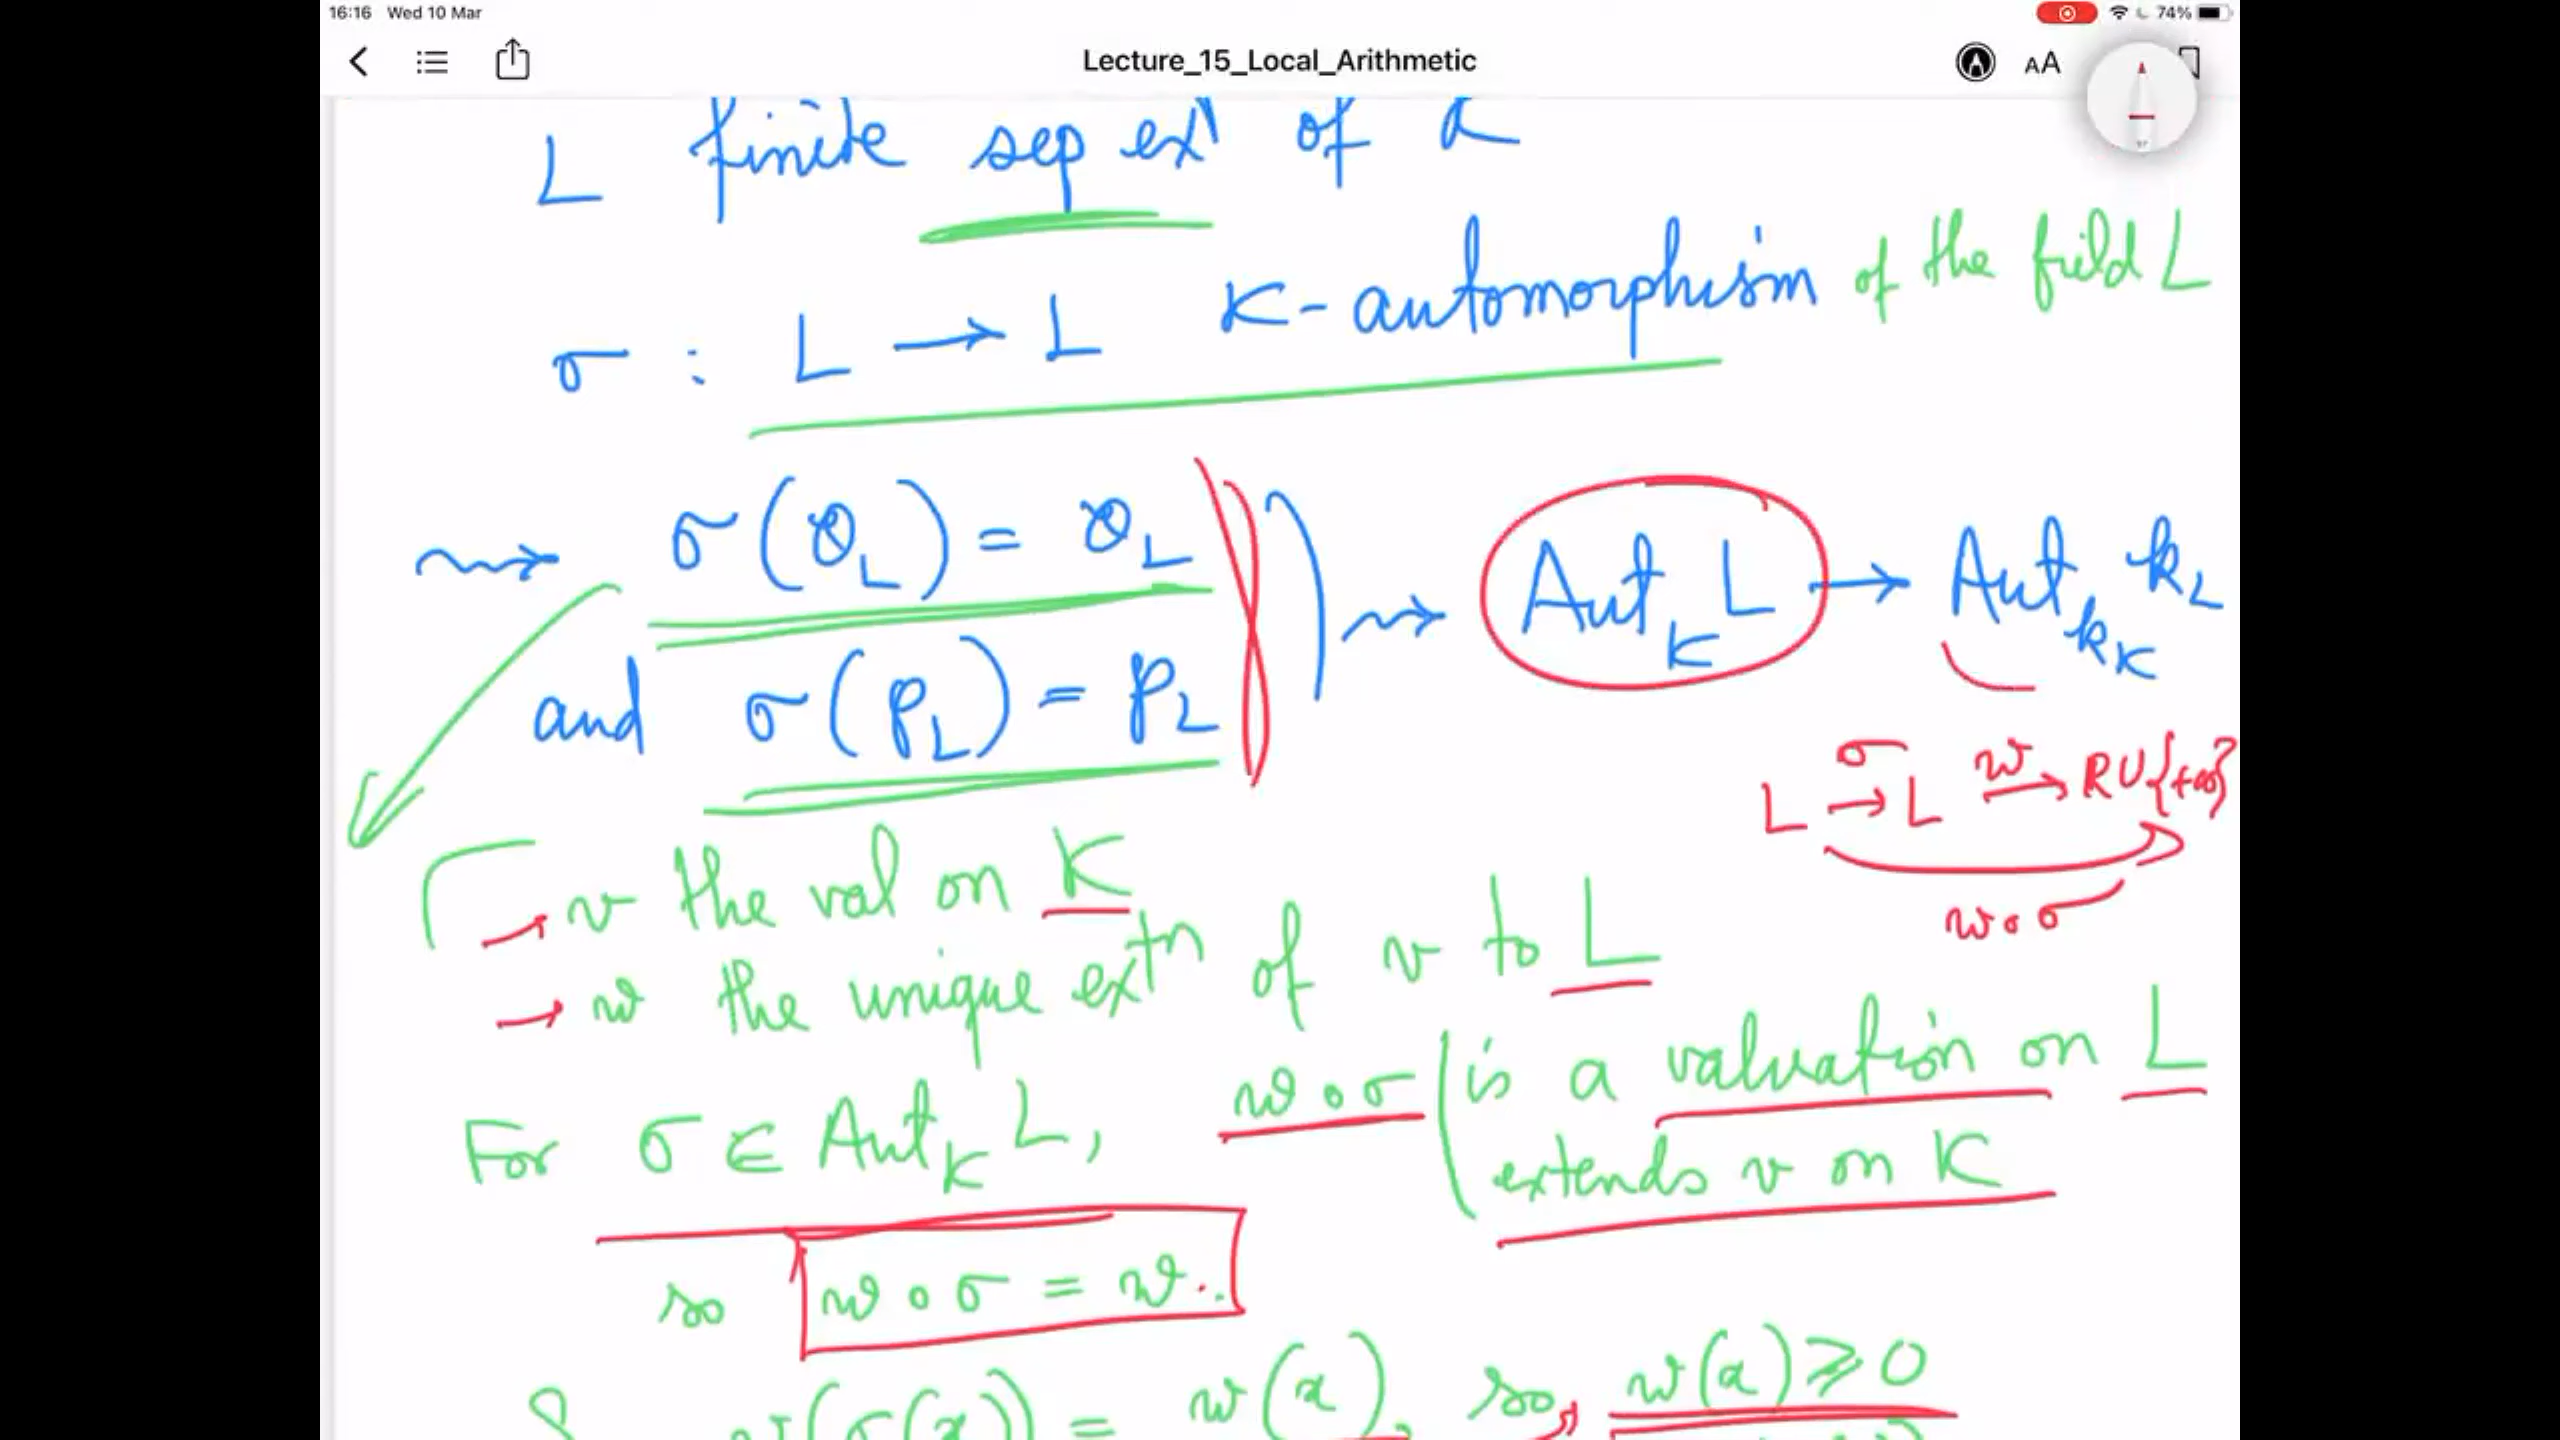 16:16 Wed 10 Mar 74%
Lecture_15_Local_Arithmetic
AA
L finite sep extⁿ of K
σ : L → L K-automorphism of the field L
⇝ σ(O_L) = O_L ⇝ Aut_K L → Aut_{k_K} k_L
and σ(p_L) = p_L
L →^σ L →^w R∪{+∞}
w∘σ
→ v the val on K
→ w the unique extⁿ of v to L
For σ ∈ Aut_K L, w∘σ is a valuation on L
extends v on K
so w∘σ = w.
w(σ(x)) = w(x), so, w(x) ⩾ 0